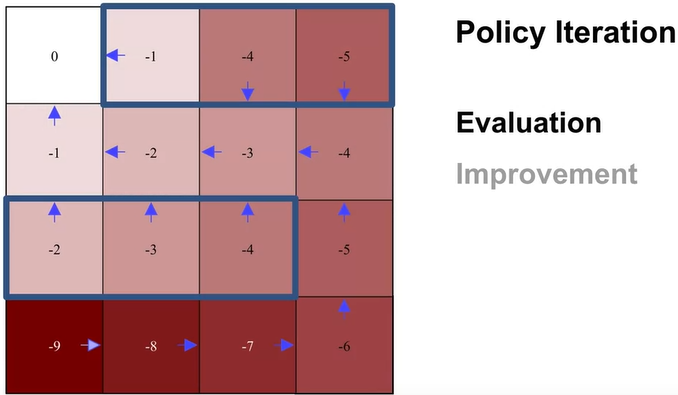 Policy Iteration
0 -1 -4 -5
Evaluation
-1 -2 -3 -4
Improvement
-2 -3 -4 -5
-9 -8 -7 -6